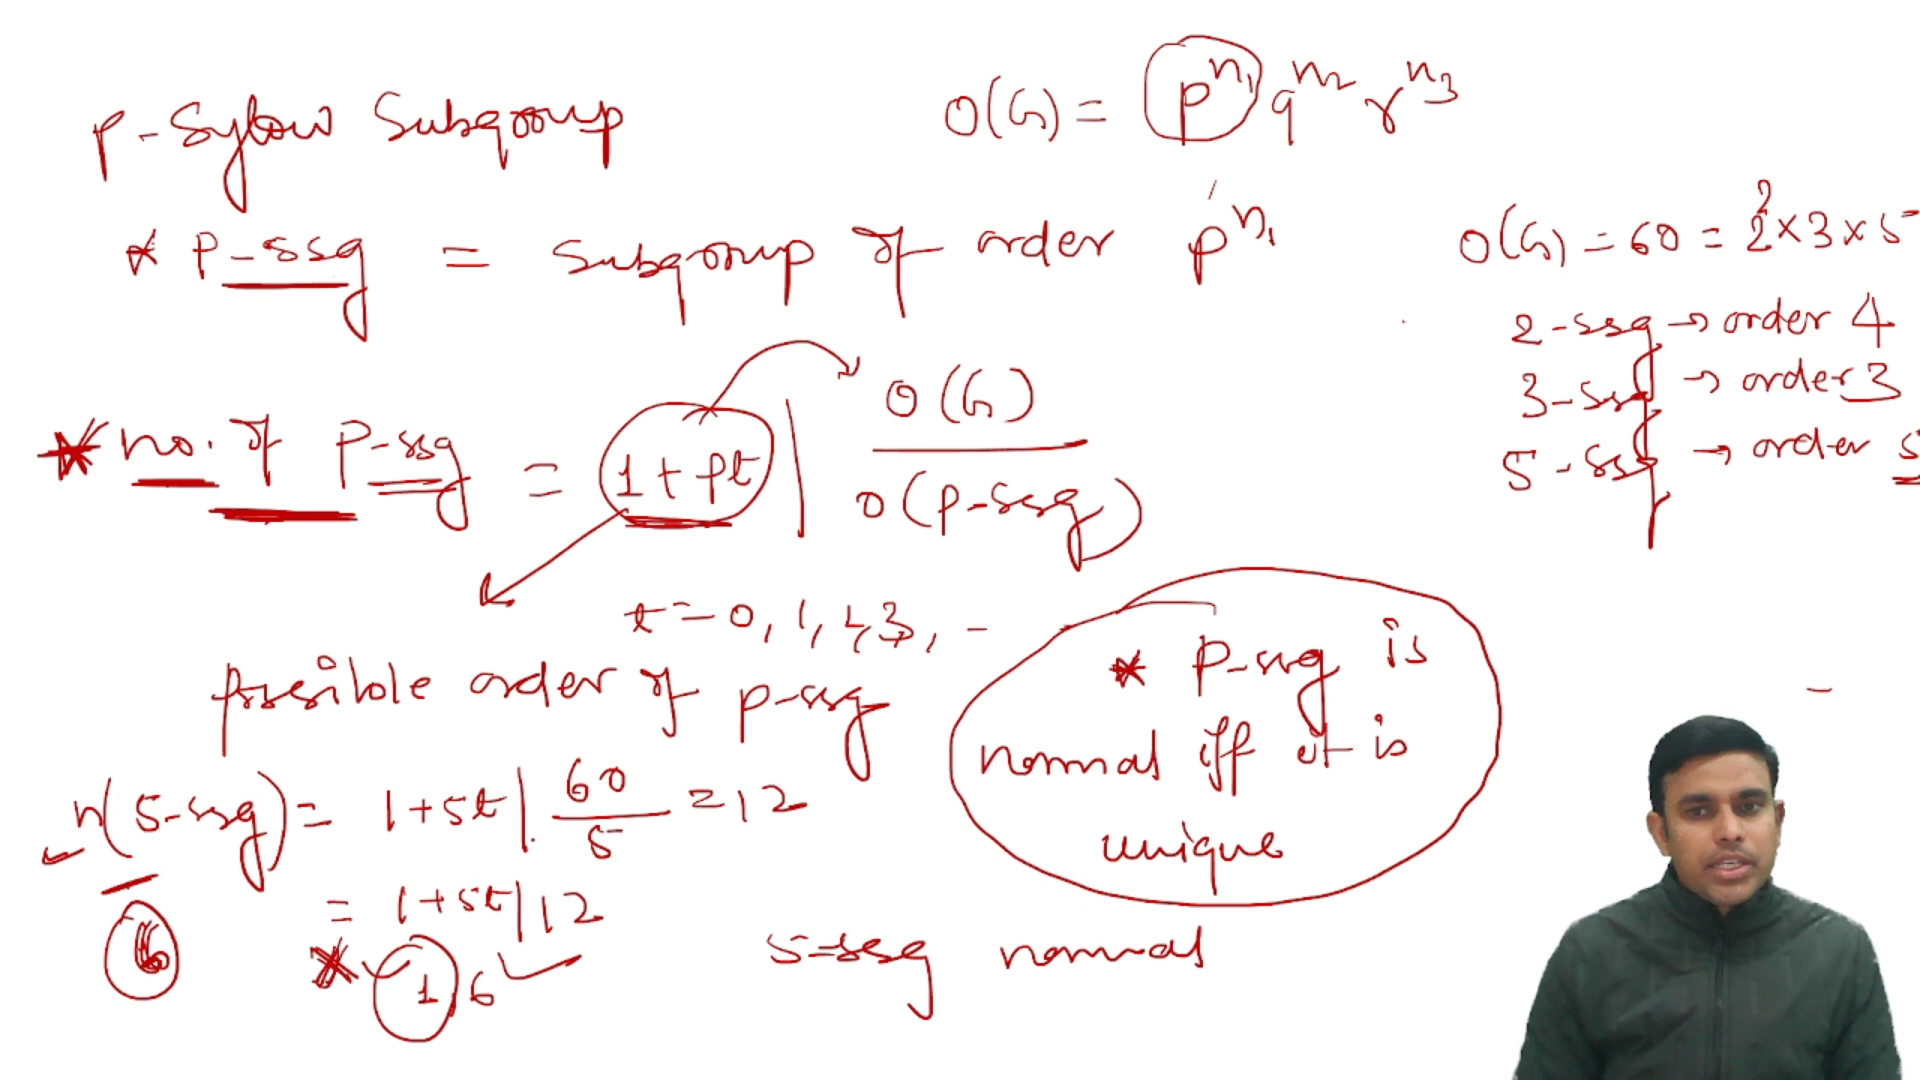 p-Sylow Subgroup
O(G) = p^n1 q^n2 r^n3
* P-ssg = Subgroup of order p^n1
O(G) = 60 = 2^2×3×5
2-ssg → order 4
3-ssg → order 3
5-ssg → order 5
* no. of P-ssg = 1 + pt | O(G) / O(P-ssg)
t = 0, 1, 2, 3, -
possible order of p-ssg
* P-ssg is
normal iff it is
unique
n(5-ssg) = 1+5t | 60/5 = 12
= 1+5t | 12
6
* 1, 6
5-ssg normal